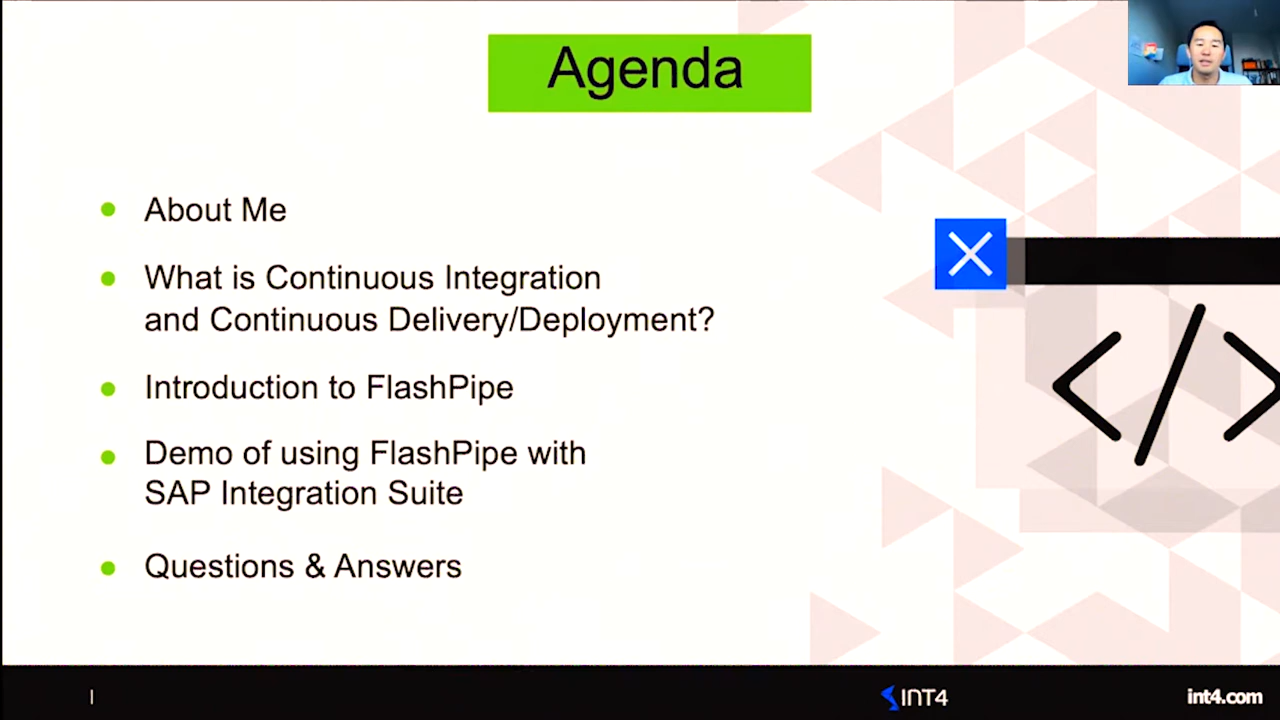 Agenda
About Me
What is Continuous Integration
and Continuous Delivery/Deployment?
Introduction to FlashPipe
Demo of using FlashPipe with
SAP Integration Suite
Questions & Answers
</>
INT4
int4.com